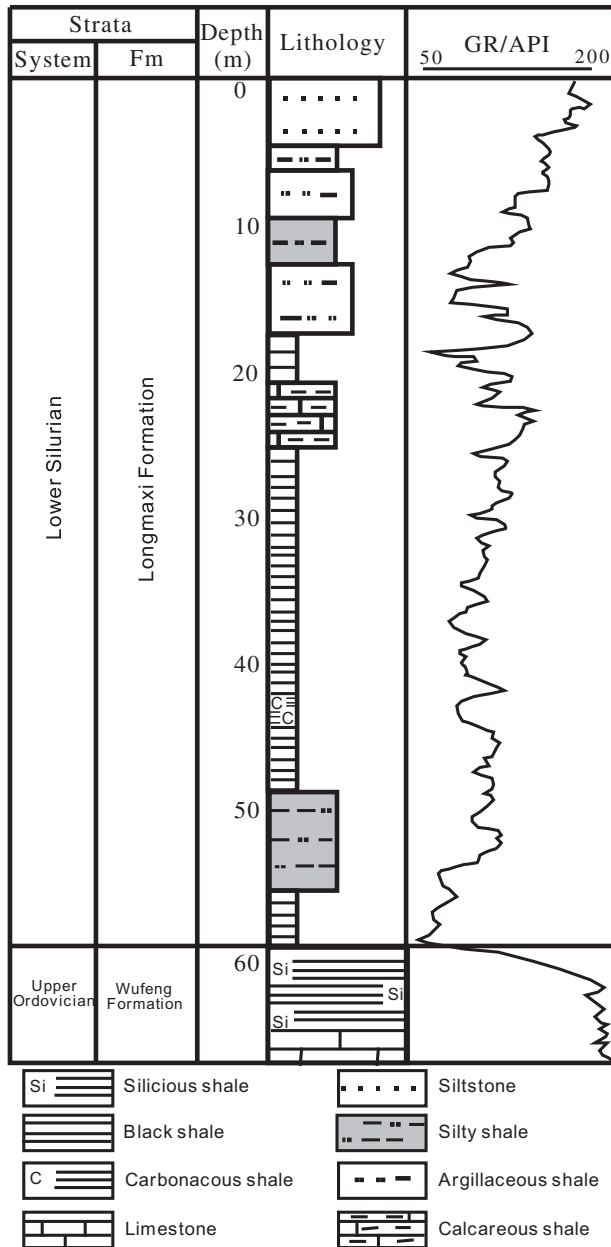 Strata
Depth
(m)
Lithology
GR/API
50 200
System
Fm
0
10
20
30
40
50
60
Lower Silurian
Longmaxi Formation
C
C
Upper
Ordovician
Wufeng
Formation
Si
Si
Si
Si Silicious shale
Siltstone
Black shale
Silty shale
C Carbonacous shale
Argillaceous shale
Limestone
Calcareous shale